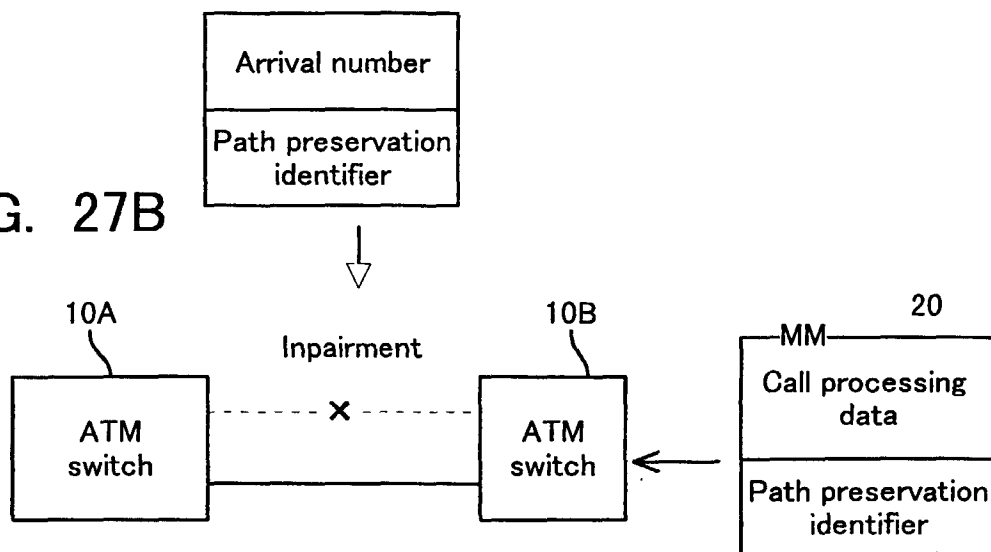 Arrival number
Path preservation
identifier
G. 27B
10A
Inpairment
10B
20
MM
ATM
switch
ATM
switch
Call processing
data
Path preservation
identifier